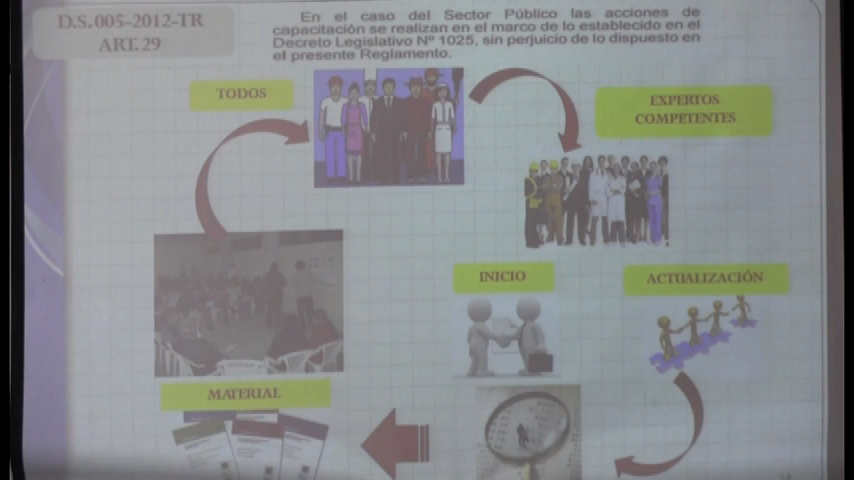 D.S.005-2012-TR
ART. 29
En el caso del Sector Público las acciones de
capacitación se realizan en el marco de lo establecido en el
Decreto Legislativo Nº 1025, sin perjuicio de lo dispuesto en
el presente Reglamento.
TODOS
EXPERTOS
COMPETENTES
INICIO
ACTUALIZACIÓN
MATERIAL